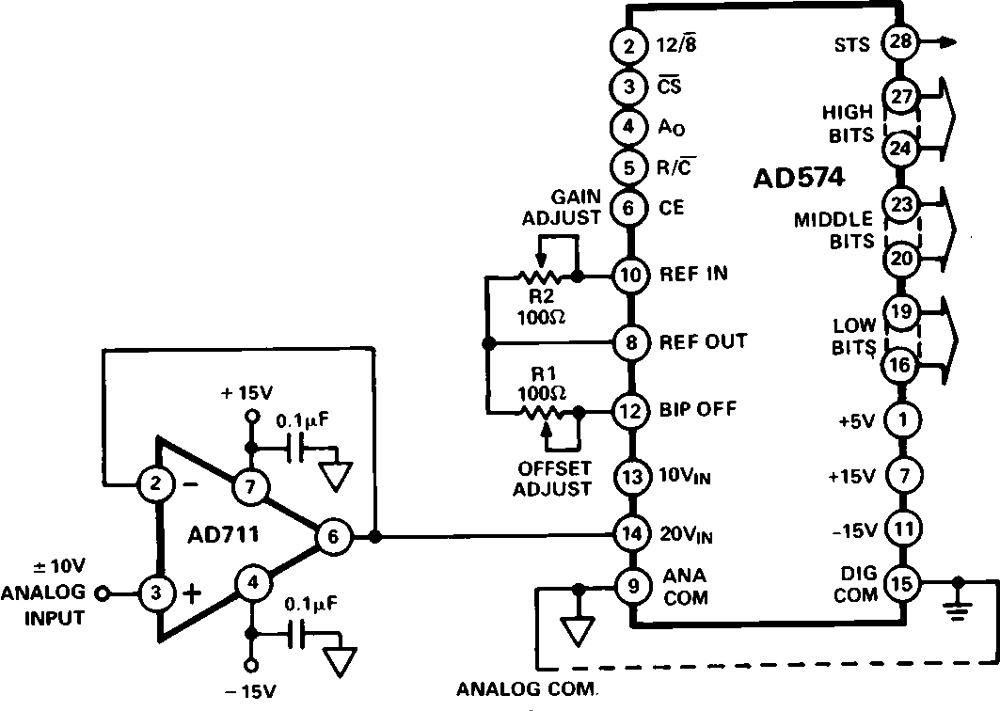 2 12/8̅ STS 28
3 C̅S̅ 27
4 A₀ HIGH BITS 24
5 R/C̅ AD574
GAIN ADJUST 6 CE 23
MIDDLE BITS 20
10 REF IN
R2
100Ω
19
LOW BITS
8 REF OUT 16
R1
100Ω
12 BIP OFF +5V 1
OFFSET ADJUST
13 10VIN +15V 7
14 20VIN -15V 11
9 ANA COM DIG COM 15
+15V
0.1µF
2 −
7
AD711 6
±10V
ANALOG
INPUT
3 +
4
0.1µF
−15V
ANALOG COM.